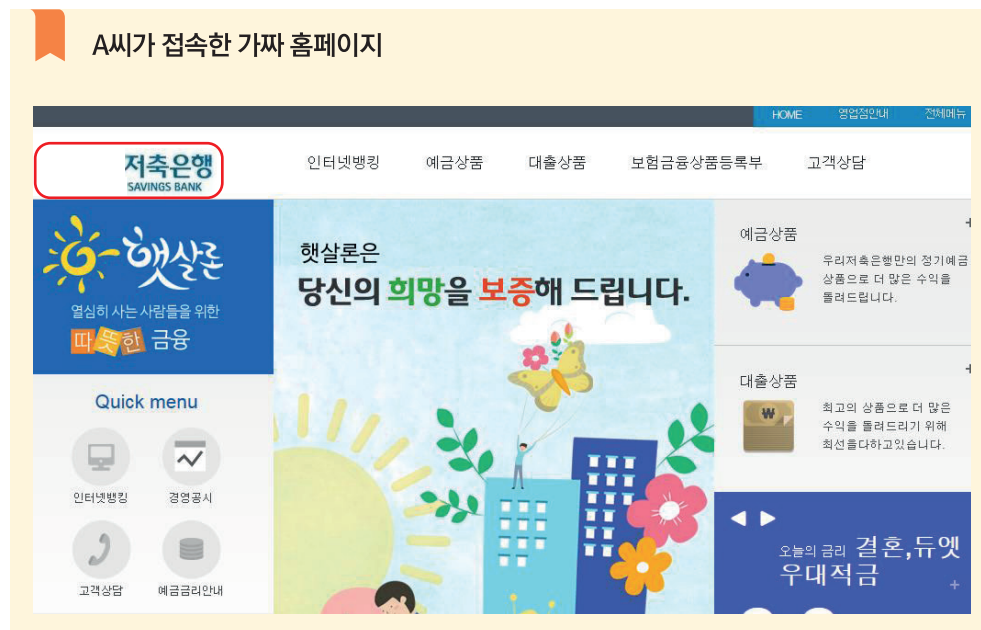 A씨가 접속한 가짜 홈페이지
HOME 영업점안내 전체메뉴
저축은행
SAVINGS BANK
인터넷뱅킹 예금상품 대출상품 보험금융상품등록부 고객상담
햇살론
열심히 사는 사람들을 위한
따뜻한 금융
Quick menu
인터넷뱅킹 경영공시
고객상담 예금금리안내
햇살론은
당신의 희망을 보증해 드립니다.
예금상품
우리저축은행만의 정기예금
상품으로 더 많은 수익을
돌려드립니다.
대출상품
₩
최고의 상품으로 더 많은
수익을 돌려드리기 위해
최선을다하고있습니다.
오늘의 금리 결혼,듀엣
우대적금